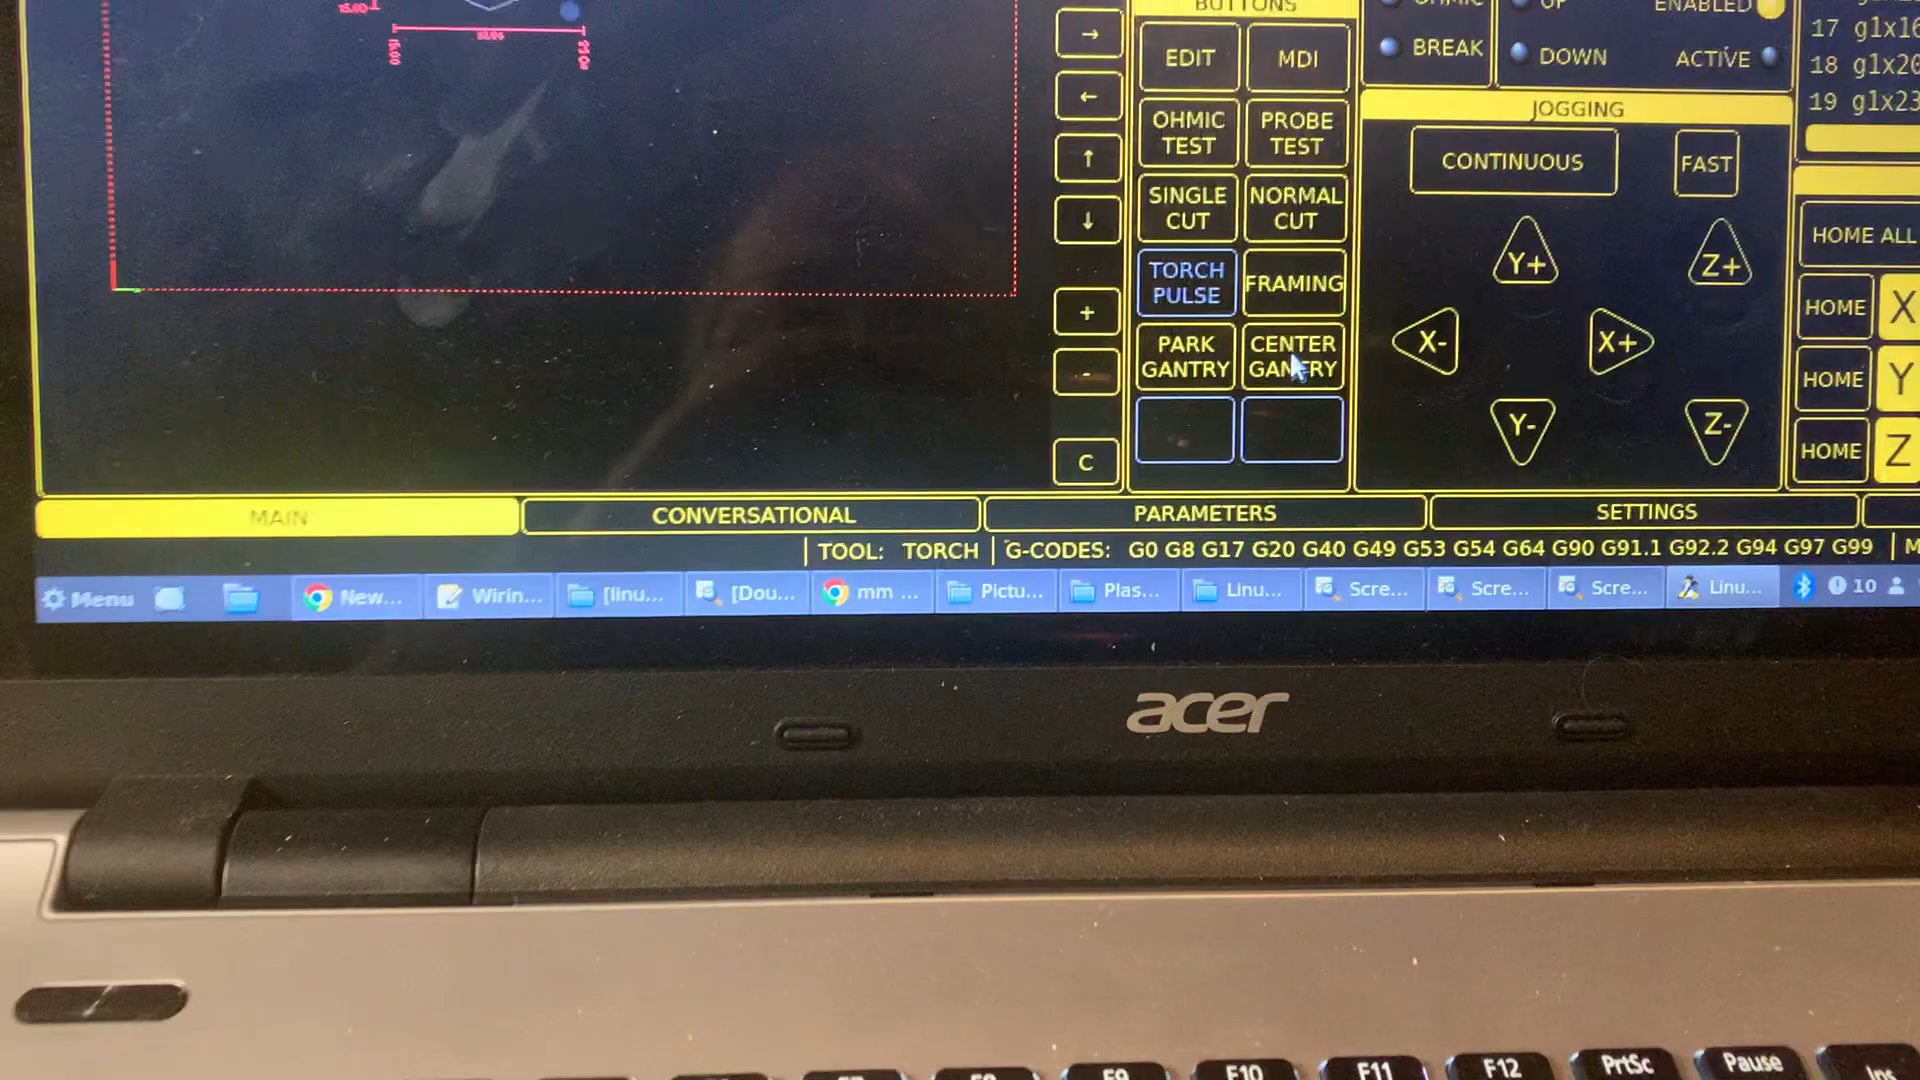 BUTTONS
EDIT
MDI
OHMIC TEST
PROBE TEST
SINGLE CUT
NORMAL CUT
TORCH PULSE
FRAMING
PARK GANTRY
CENTER GANTRY
→
←
↑
↓
+
-
C
OHMIC
BREAK
UP
DOWN
ENABLED
ACTIVE
JOGGING
CONTINUOUS
FAST
Y+
Z+
X-
X+
Y-
Z-
17 g1x16
18 g1x20
19 g1x23
HOME ALL
HOME X
HOME Y
HOME Z
MAIN
CONVERSATIONAL
PARAMETERS
SETTINGS
TOOL: TORCH
G-CODES: G0 G8 G17 G20 G40 G49 G53 G54 G64 G90 G91.1 G92.2 G94 G97 G99
M
Menu
New...
Wirin...
[linu...
[Dou...
mm ...
Pictu...
Plas...
Linu...
Scre...
Scre...
Scre...
Linu...
10
acer
F9
F10
F11
F12
PrtSc
Pause
Ins